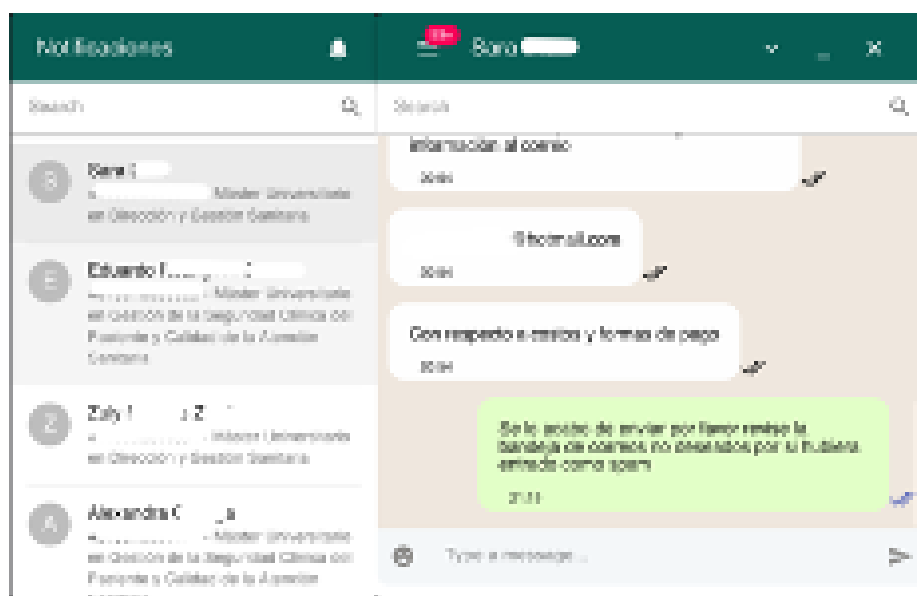 Notificaciones
Search
Sara
Máster Universitario
en Dirección y Gestión Sanitaria
Eduardo
- Máster Universitario
en Gestión de la Seguridad Clínica del
Paciente y Calidad de la Atención
Sanitaria
Zuly Z
- Máster Universitario
en Dirección y Gestión Sanitaria
Alexandra
- Máster Universitario
en Gestión de la Seguridad Clínica del
Paciente y Calidad de la Atención
99+
Sara
Search
información al correo
@hotmail.com
Con respecto a costos y formas de pago
Se lo acabo de enviar por favor revise la
bandeja de correos no deseados por si hubiera
entrado como spam
Type a message...